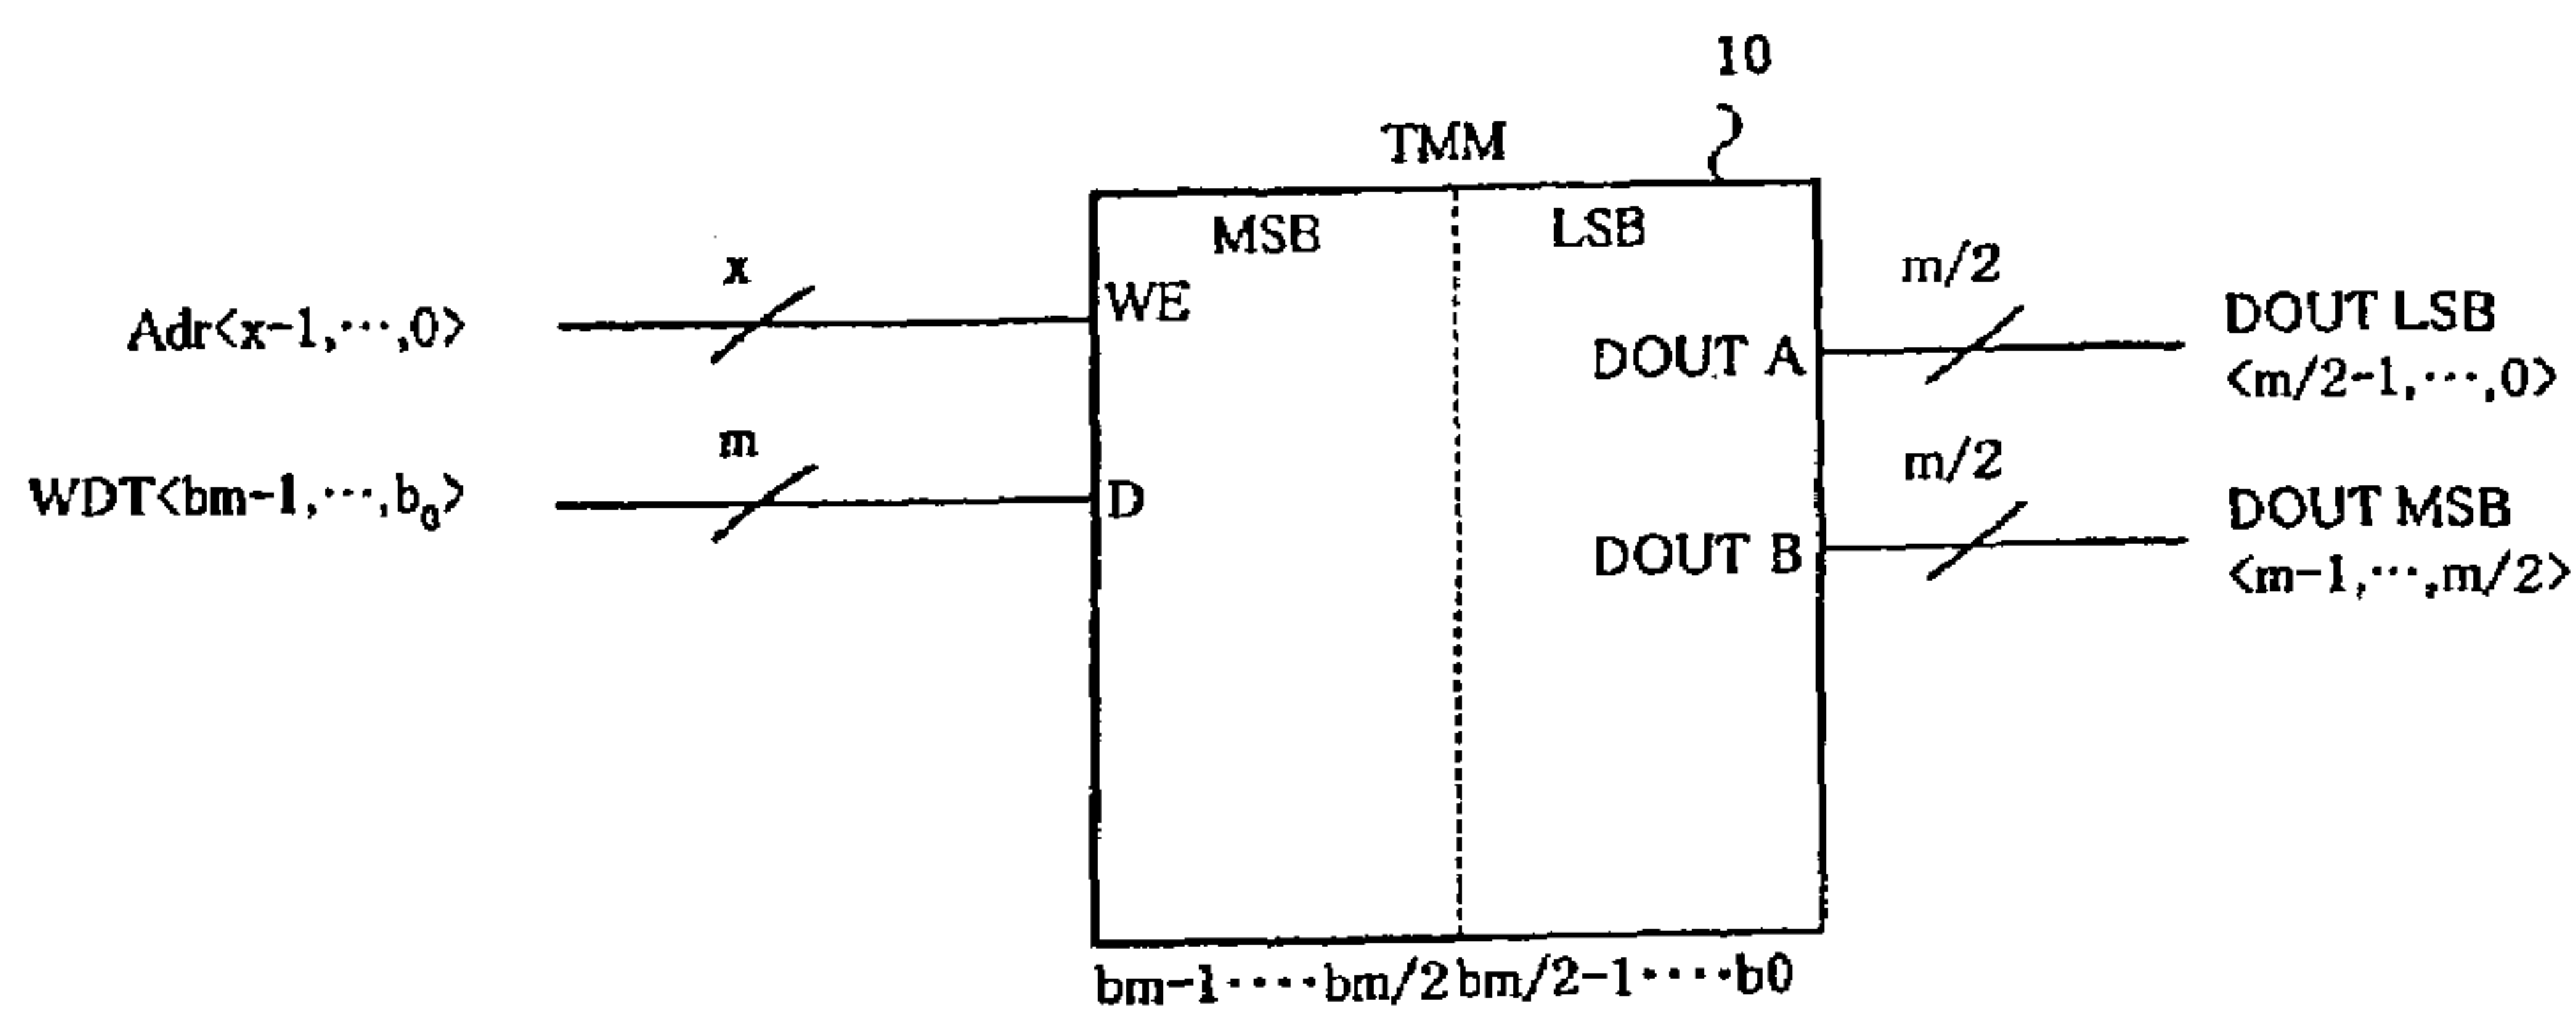 10
TMM
MSB
LSB
x
WE
Adr<x-1,···,0>
m/2
DOUT A
DOUT LSB
<m/2-1,···,0>
m
D
WDT<bm-1,···,b₀>
m/2
DOUT B
DOUT MSB
<m-1,···,m/2>
bm-1····bm/2 bm/2-1····b0